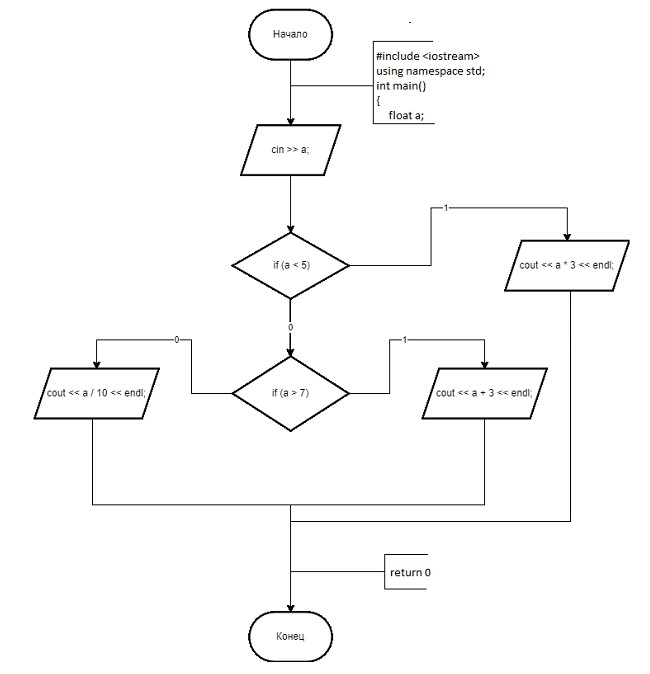 Начало
#include <iostream>
using namespace std;
int main()
{
float a;
cin >> a;
1
if (a < 5)
cout << a * 3 << endl;
0
0
1
cout << a / 10 << endl;
if (a > 7)
cout << a + 3 << endl;
return 0
Конец